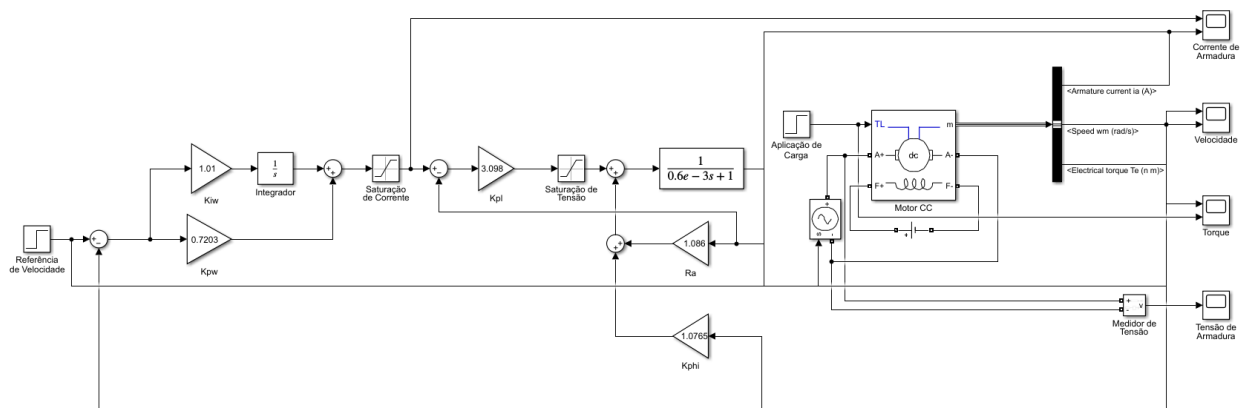 Corrente de
Armadura
<Armature current ia (A)>
Aplicação de
Carga
TL
m
<Speed wm (rad/s)>
Velocidade
1.01
Kiw
1
s
Integrador
+
+
Saturação
de Corrente
+
−
3.098
Kpl
Saturação de
Tensão
+
+
1
0.6e − 3s + 1
A+
dc
A-
F+
F-
Motor CC
<Electrical torque Te (n m)>
Torque
Referência
de Velocidade
+
−
0.7203
Kpw
+
+
1.086
Ra
+
s
-
+
1.0765
Kphi
+
-
v
Medidor de
Tensão
Tensão de
Armadura